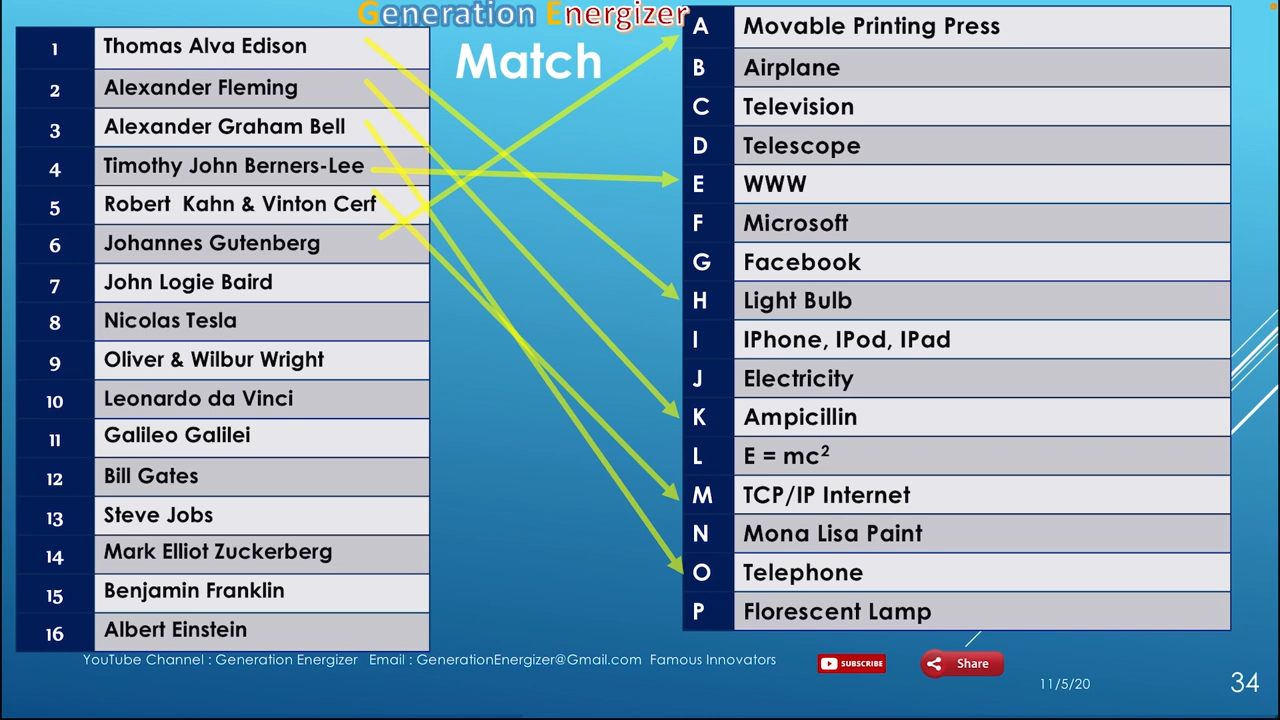 Generation Energizer
Match
1 Thomas Alva Edison
2 Alexander Fleming
3 Alexander Graham Bell
4 Timothy John Berners-Lee
5 Robert Kahn & Vinton Cerf
6 Johannes Gutenberg
7 John Logie Baird
8 Nicolas Tesla
9 Oliver & Wilbur Wright
10 Leonardo da Vinci
11 Galileo Galilei
12 Bill Gates
13 Steve Jobs
14 Mark Elliot Zuckerberg
15 Benjamin Franklin
16 Albert Einstein
A Movable Printing Press
B Airplane
C Television
D Telescope
E WWW
F Microsoft
G Facebook
H Light Bulb
I IPhone, IPod, IPad
J Electricity
K Ampicillin
L E = mc²
M TCP/IP Internet
N Mona Lisa Paint
O Telephone
P Florescent Lamp
YouTube Channel : Generation Energizer Email : GenerationEnergizer@Gmail.com Famous Innovators
SUBSCRIBE
Share
11/5/20
34